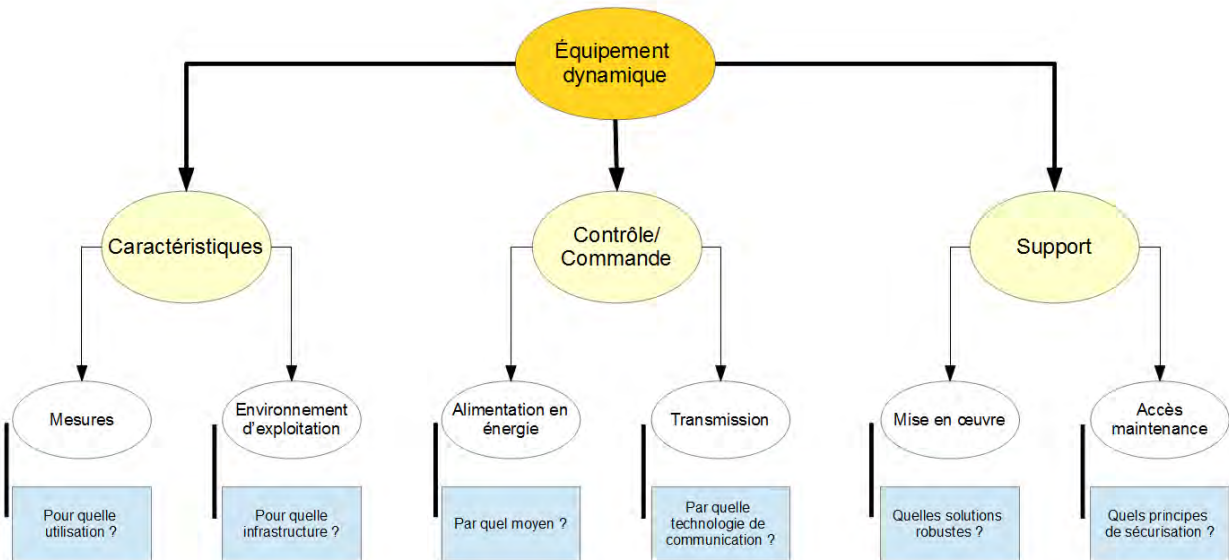 Équipement
dynamique
Caractéristiques
Contrôle/
Commande
Support
Mesures
Environnement
d'exploitation
Alimentation en
énergie
Transmission
Mise en œuvre
Accès
maintenance
Pour quelle
utilisation ?
Pour quelle
infrastructure ?
Par quel moyen ?
Par quelle
technologie de
communication ?
Quelles solutions
robustes ?
Quels principes
de sécurisation ?